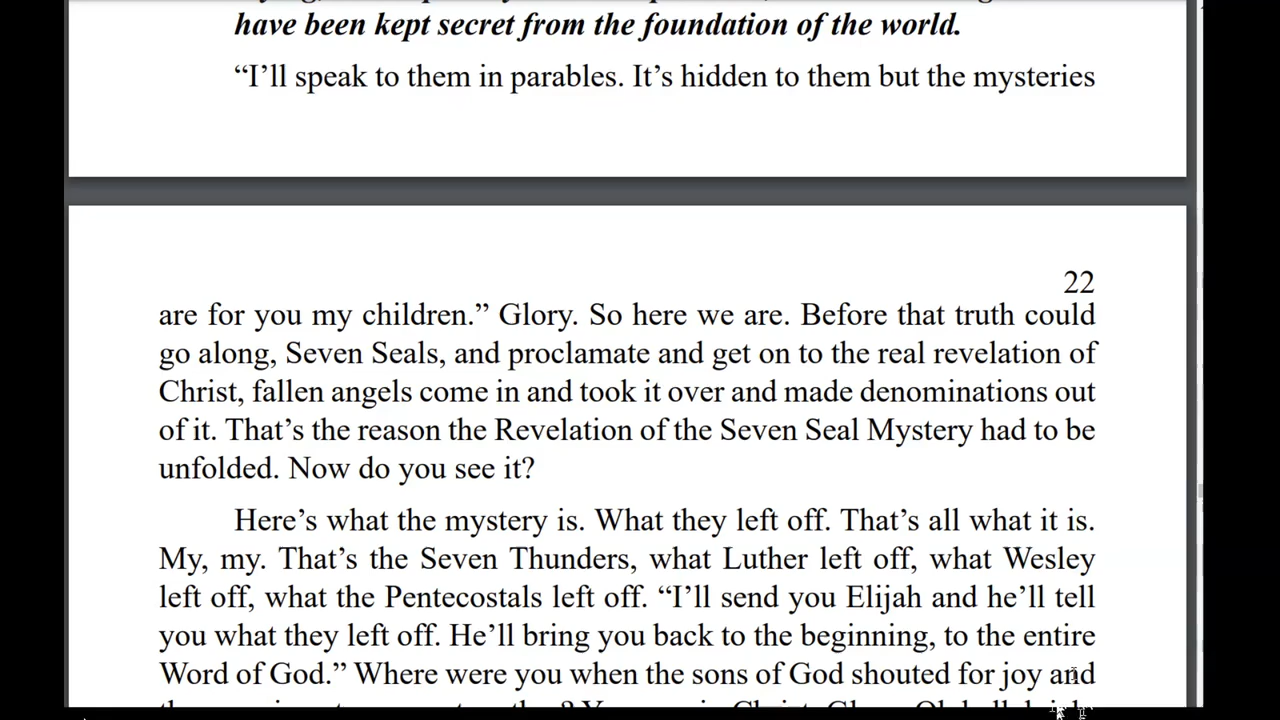 have been kept secret from the foundation of the world.
“I’ll speak to them in parables. It’s hidden to them but the mysteries
22
are for you my children.” Glory. So here we are. Before that truth could
go along, Seven Seals, and proclamate and get on to the real revelation of
Christ, fallen angels come in and took it over and made denominations out
of it. That’s the reason the Revelation of the Seven Seal Mystery had to be
unfolded. Now do you see it?
Here’s what the mystery is. What they left off. That’s all what it is.
My, my. That’s the Seven Thunders, what Luther left off, what Wesley
left off, what the Pentecostals left off. “I’ll send you Elijah and he’ll tell
you what they left off. He’ll bring you back to the beginning, to the entire
Word of God.” Where were you when the sons of God shouted for joy and